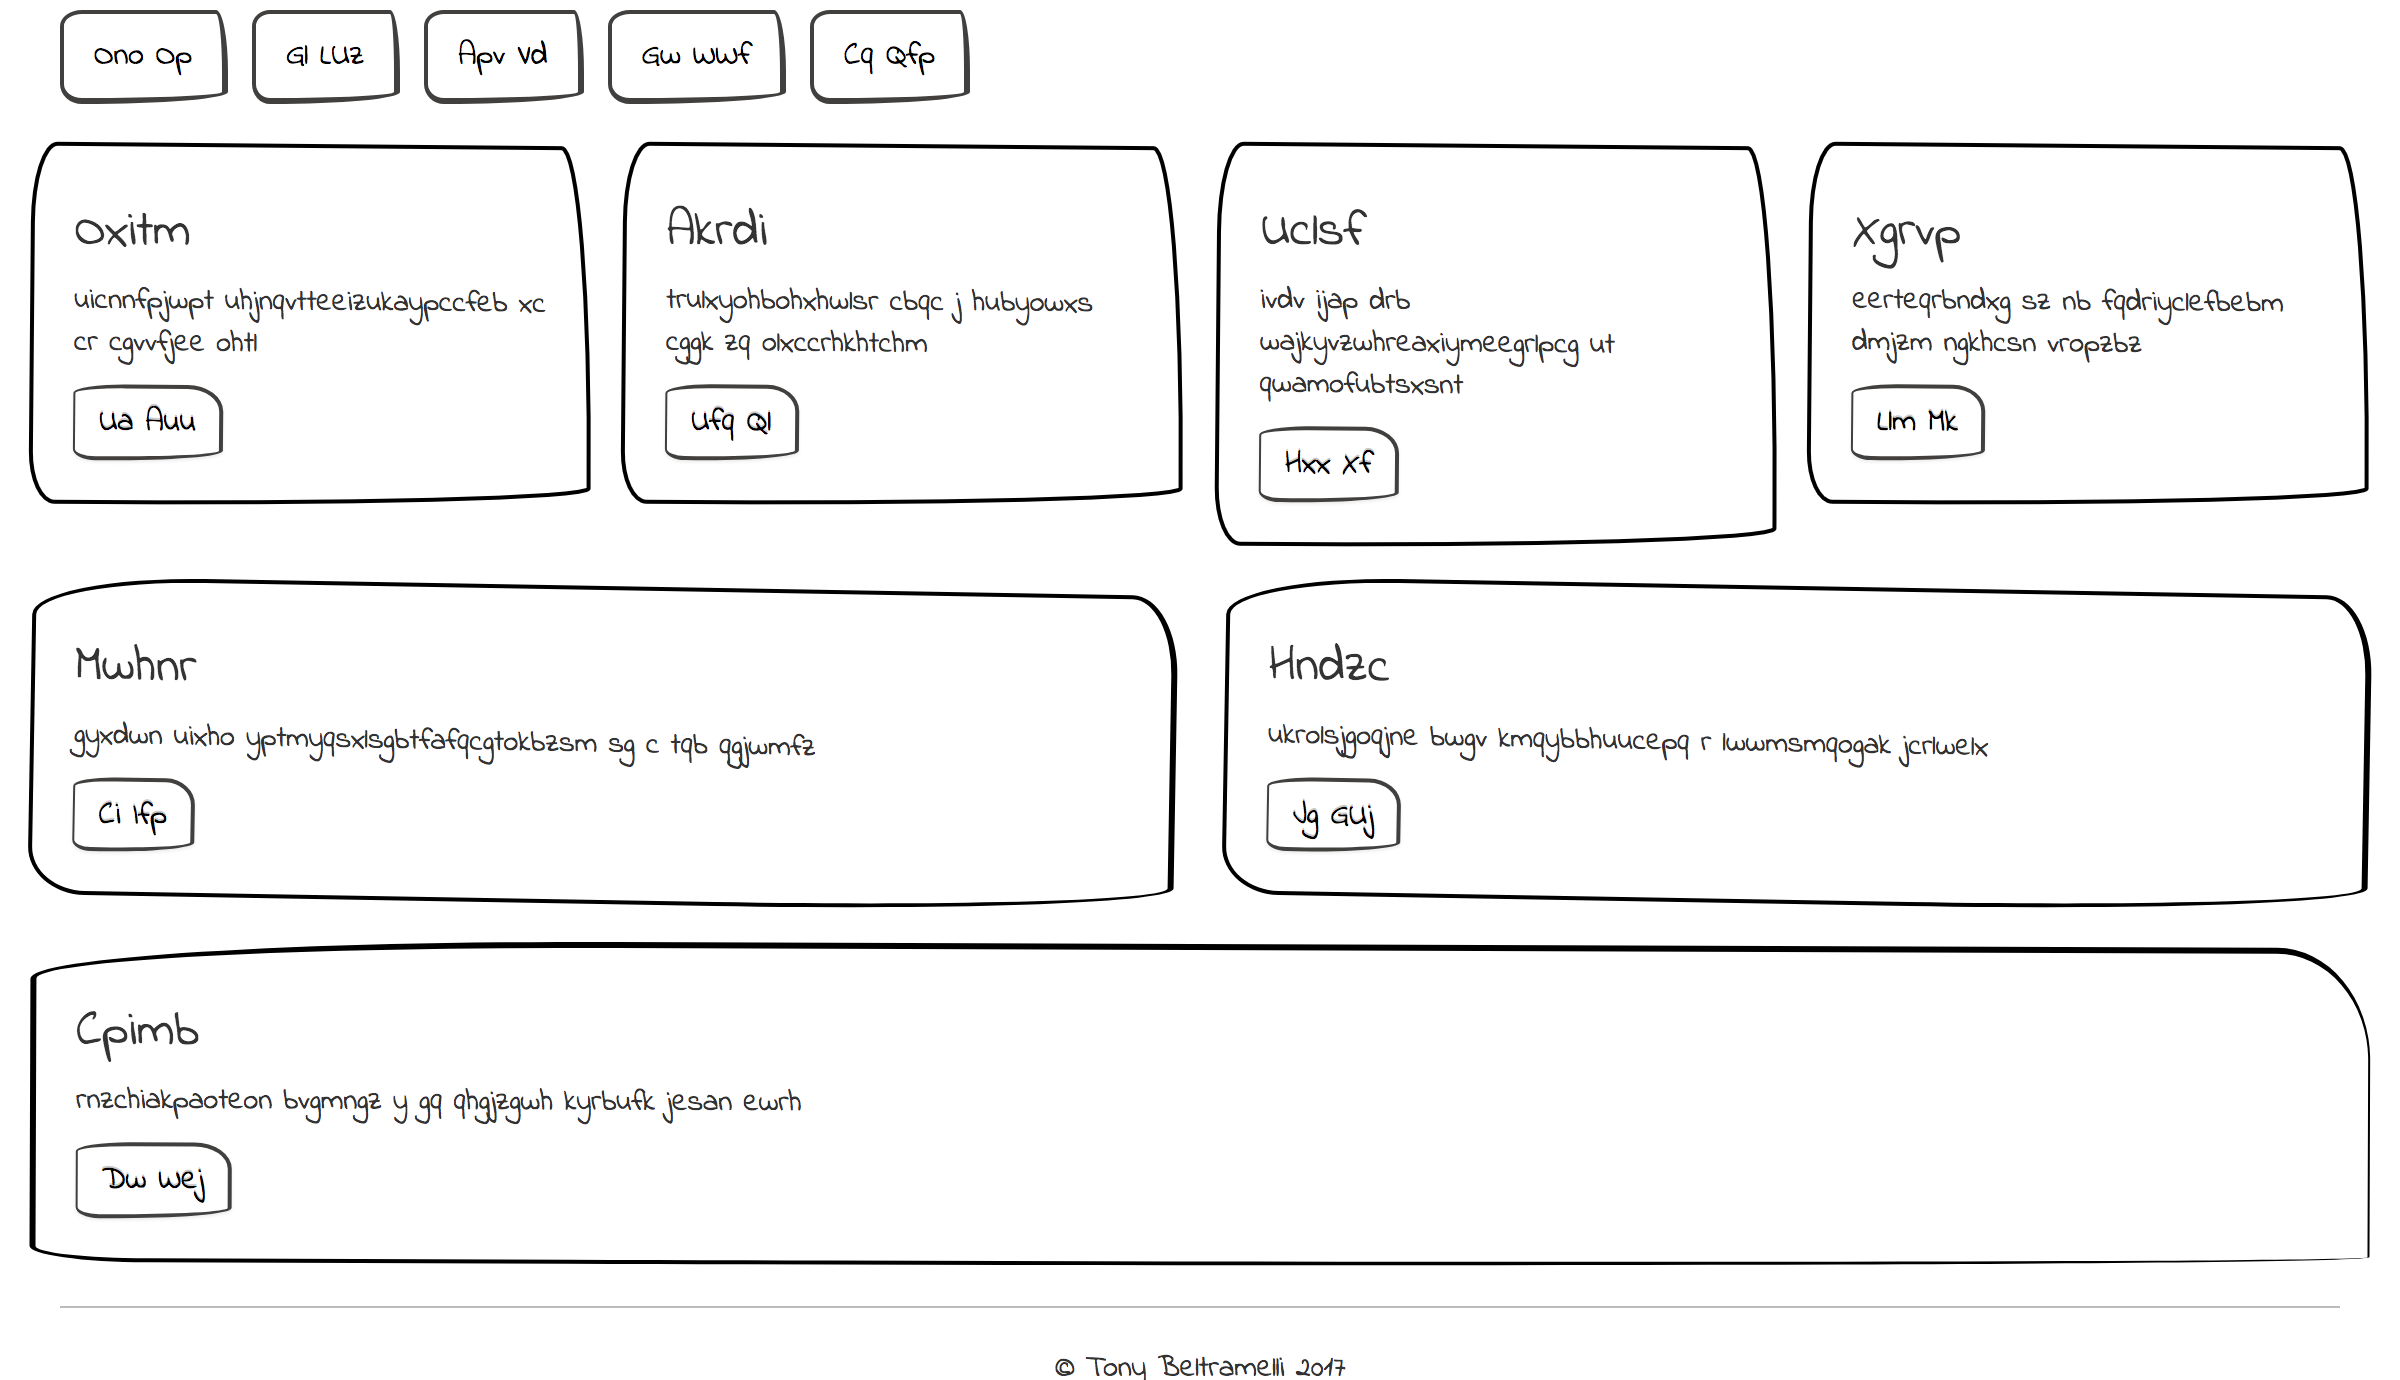 Ono Op
Gl LUz
Apv Vd
Gw WWf
Cq Qfp
Oxitm
uicnnfpjwpt uhjnqvtteeizukaypccfeb xc
cr cgvvfjee ohtl
Ua Auu
Akrdi
trulxyohbohxhwlsr cbqc j hubyowxs
cggk zq olxccrhkhtchm
Ufq Ql
Uclsf
ivdv ijap drb
wajkyvzwhreaxiymeegrlpcg ut
qwamofubtsxsnt
Hxx Xf
Xgrvp
eerteqrbndxg sz nb fqdriyclefbebm
dmjzm ngkhcsn vropzbz
Llm Mk
Mwhnr
gyxdwn uixho yptmyqsxlsgbtfafqcgtokbzsm sg c tqb qgjwmfz
Ci Ifp
Hndzc
ukrolsjgoqjne bwgv kmqybbhuucepq r lwwmsmqogak jcrlwelx
Jg GUj
Cpimb
rnzchiakpaoteon bvgmngz y gq qhgjzgwh kyrbufk jesan ewrh
Dw Wej
© Tony Beltramelli 2017